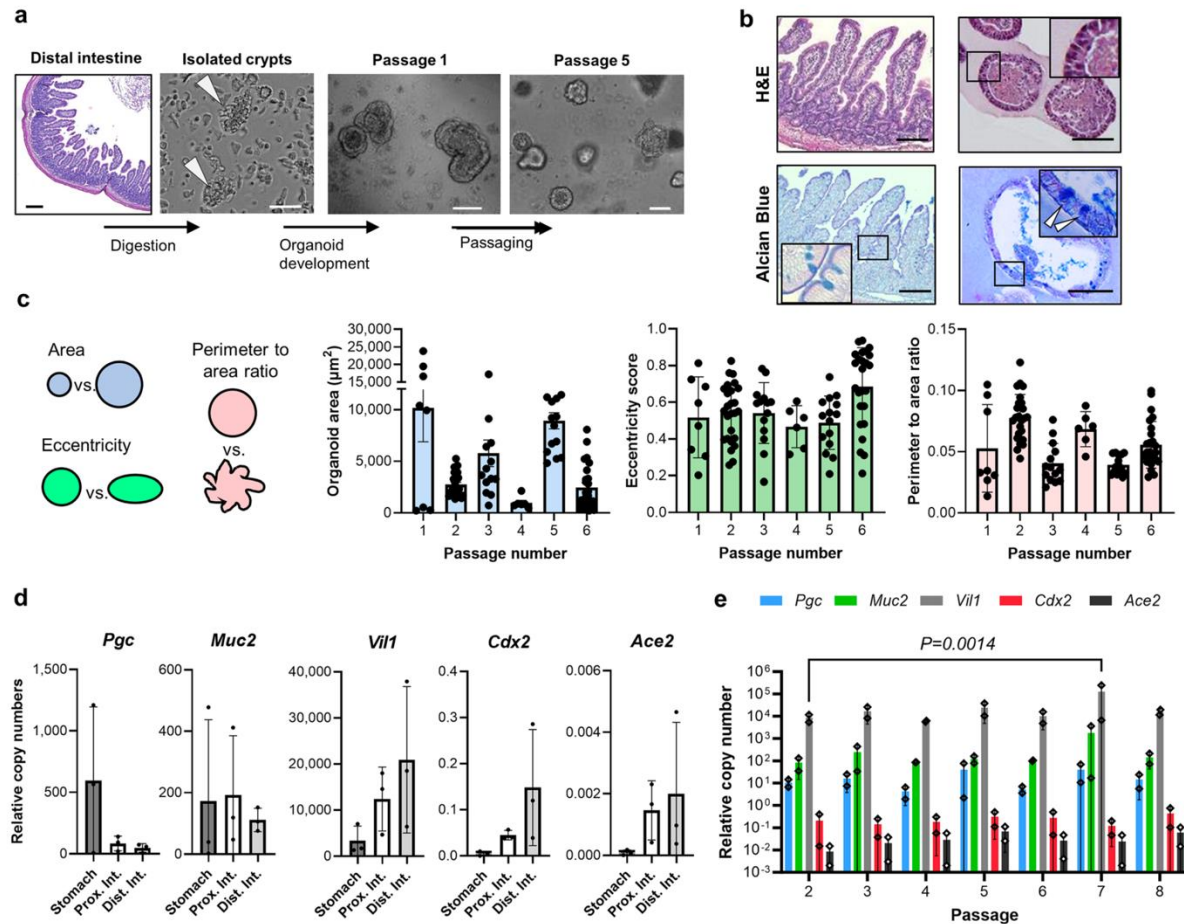 a
Distal intestine
Isolated crypts
Passage 1
Passage 5
Digestion
Organoid
development
Passaging
b
H&E
Alcian Blue
c
Area
vs.
Eccentricity
vs.
Perimeter to
area ratio
vs.
Organoid area (µm²)
30,000
25,000
20,000
15,000
10,000
5,000
0
1 2 3 4 5 6
Passage number
Eccentricity score
1.0
0.8
0.6
0.4
0.2
0.0
1 2 3 4 5 6
Passage number
Perimeter to area ratio
0.15
0.10
0.05
0.00
1 2 3 4 5 6
Passage number
d
Relative copy numbers
Pgc
1,500
1,000
500
0
Stomach
Prox. Int.
Dist. Int.
Muc2
600
400
200
0
Stomach
Prox. Int.
Dist. Int.
Vil1
40,000
30,000
20,000
10,000
0
Stomach
Prox. Int.
Dist. Int.
Cdx2
0.4
0.3
0.2
0.1
0.0
Stomach
Prox. Int.
Dist. Int.
Ace2
0.006
0.004
0.002
0.000
Stomach
Prox. Int.
Dist. Int.
e
Pgc Muc2 Vil1 Cdx2 Ace2
P=0.0014
Relative copy number
10⁶
10⁵
10⁴
10³
10²
10¹
10⁰
10⁻¹
10⁻²
10⁻³
2 3 4 5 6 7 8
Passage